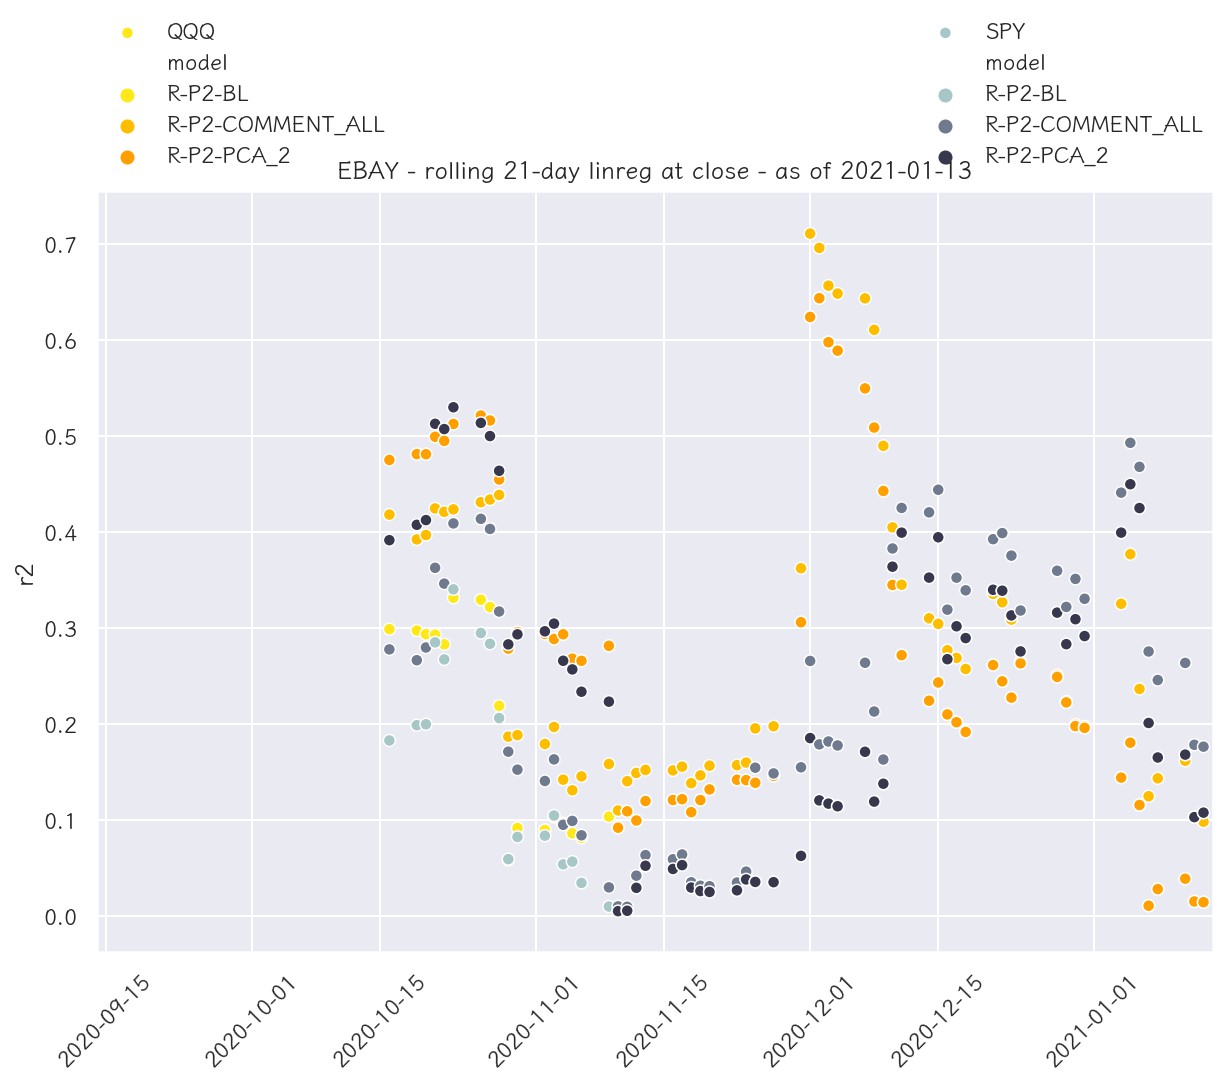 QQQ
model
R-P2-BL
R-P2-COMMENT_ALL
R-P2-PCA_2
SPY
model
R-P2-BL
R-P2-COMMENT_ALL
R-P2-PCA_2
EBAY - rolling 21-day linreg at close - as of 2021-01-13
r2
0.7
0.6
0.5
0.4
0.3
0.2
0.1
0.0
2020-09-15
2020-10-01
2020-10-15
2020-11-01
2020-11-15
2020-12-01
2020-12-15
2021-01-01